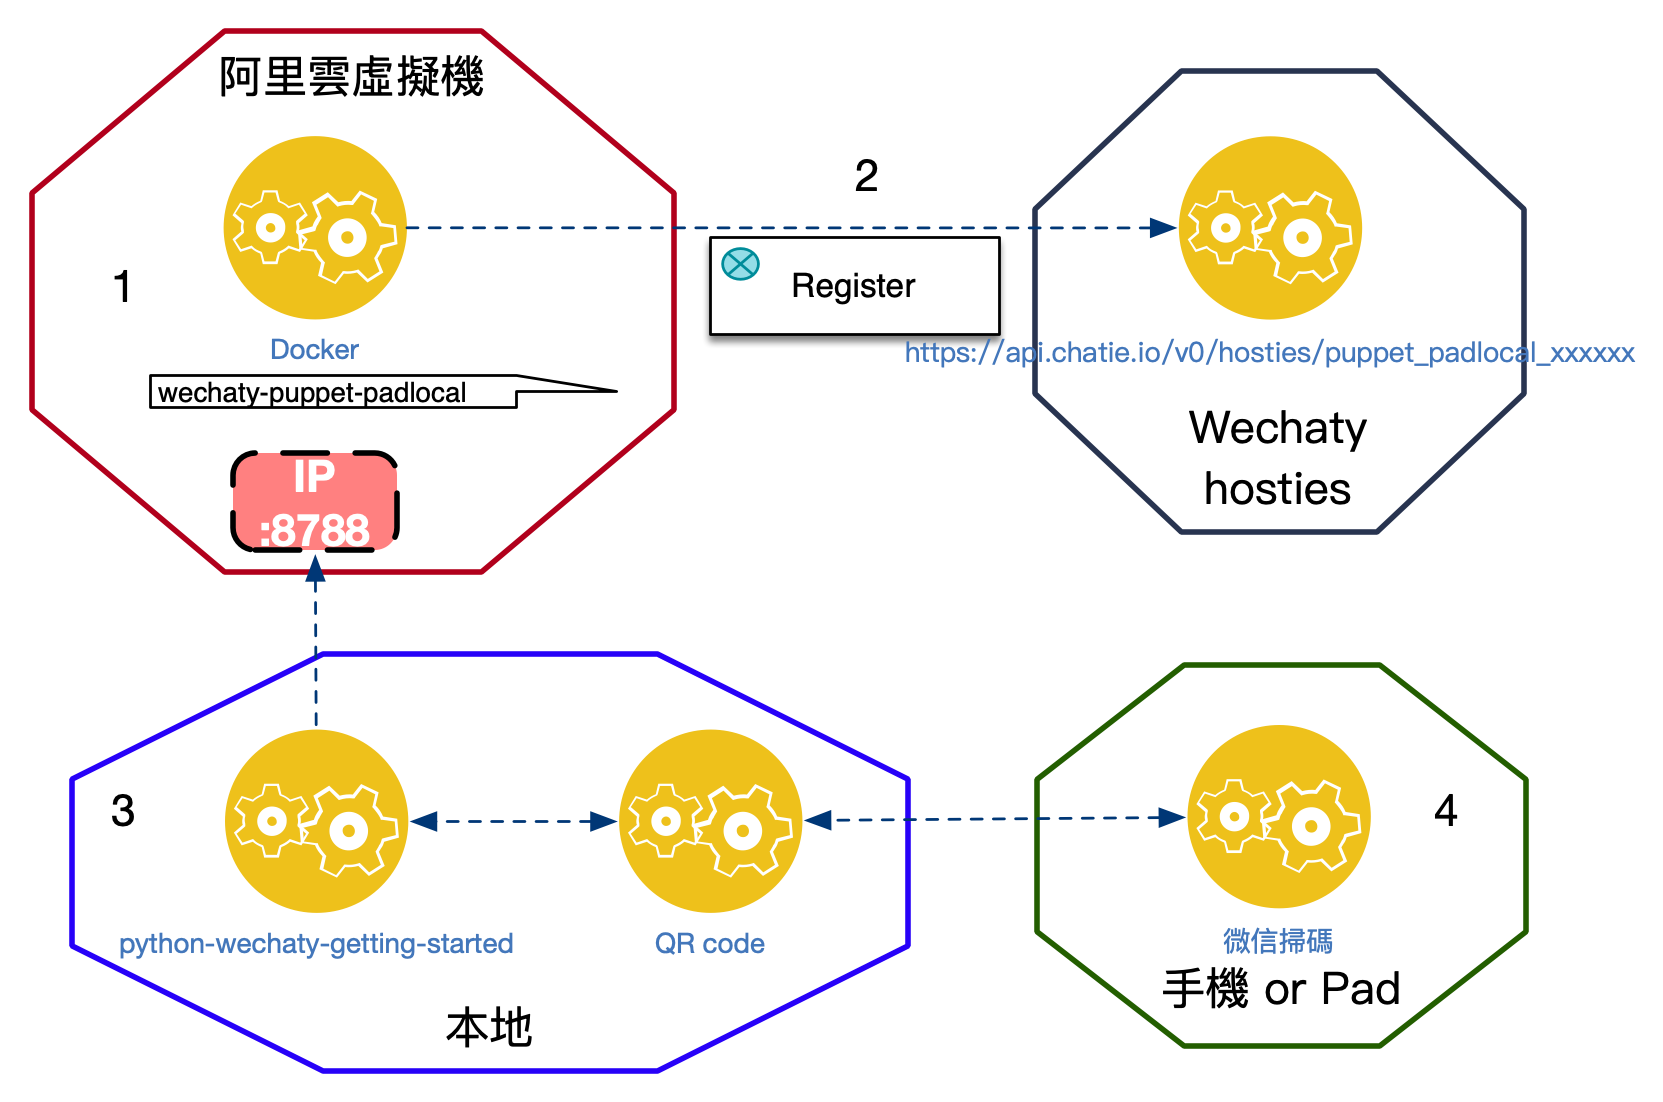 阿里雲虛擬機
1
Docker
wechaty-puppet-padlocal
IP
:8788
2
Register
https://api.chatie.io/v0/hosties/puppet_padlocal_xxxxxx
Wechaty
hosties
3
python-wechaty-getting-started
QR code
本地
4
微信掃碼
手機 or Pad